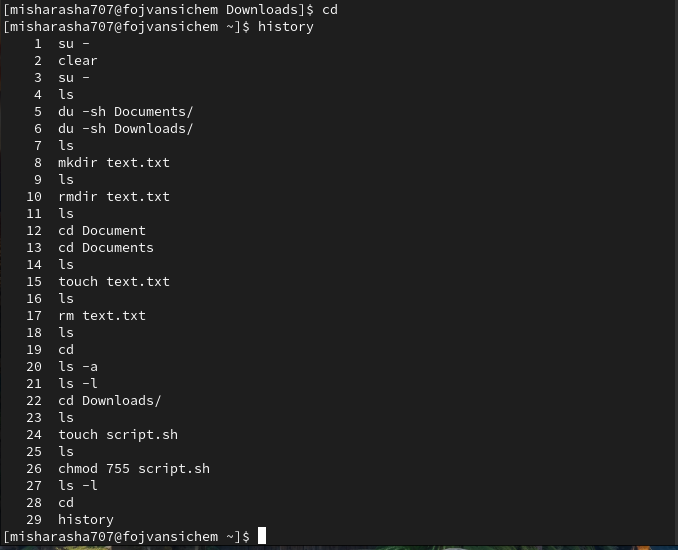 [misharasha707@fojvansichem Downloads]$ cd
[misharasha707@fojvansichem ~]$ history
1 su -
2 clear
3 su -
4 ls
5 du -sh Documents/
6 du -sh Downloads/
7 ls
8 mkdir text.txt
9 ls
10 rmdir text.txt
11 ls
12 cd Document
13 cd Documents
14 ls
15 touch text.txt
16 ls
17 rm text.txt
18 ls
19 cd
20 ls -a
21 ls -l
22 cd Downloads/
23 ls
24 touch script.sh
25 ls
26 chmod 755 script.sh
27 ls -l
28 cd
29 history
[misharasha707@fojvansichem ~]$